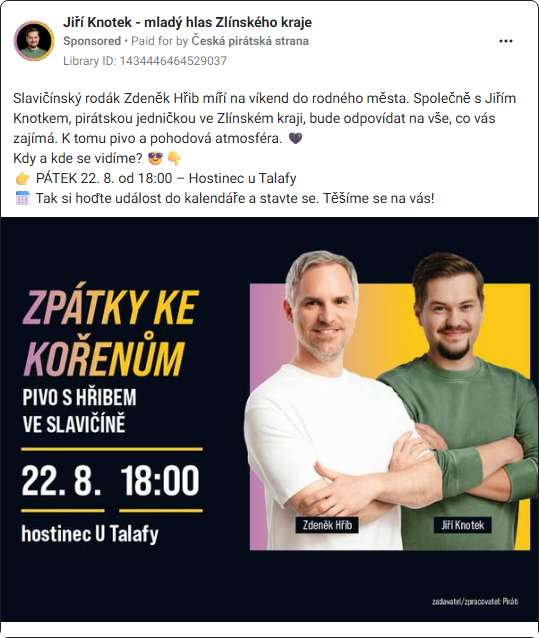 Jiří Knotek - mladý hlas Zlínského kraje
Sponsored • Paid for by Česká pirátská strana
Library ID: 1434446464529037
Slavičínský rodák Zdeněk Hřib míří na víkend do rodného města. Společně s Jiřím
Knotkem, pirátskou jedničkou ve Zlínském kraji, bude odpovídat na vše, co vás
zajímá. K tomu pivo a pohodová atmosféra. 🖤
Kdy a kde se vidíme? 😎👇
👉 PÁTEK 22. 8. od 18:00 – Hostinec u Talafy
🗓️ Tak si hoďte událost do kalendáře a stavte se. Těšíme se na vás!
ZPÁTKY KE
KOŘENŮM
PIVO S HŘIBEM
VE SLAVIČÍNĚ
22. 8. 18:00
hostinec U Talafy
Zdeněk Hřib
Jiří Knotek
zadavatel/zpracovatel: Piráti